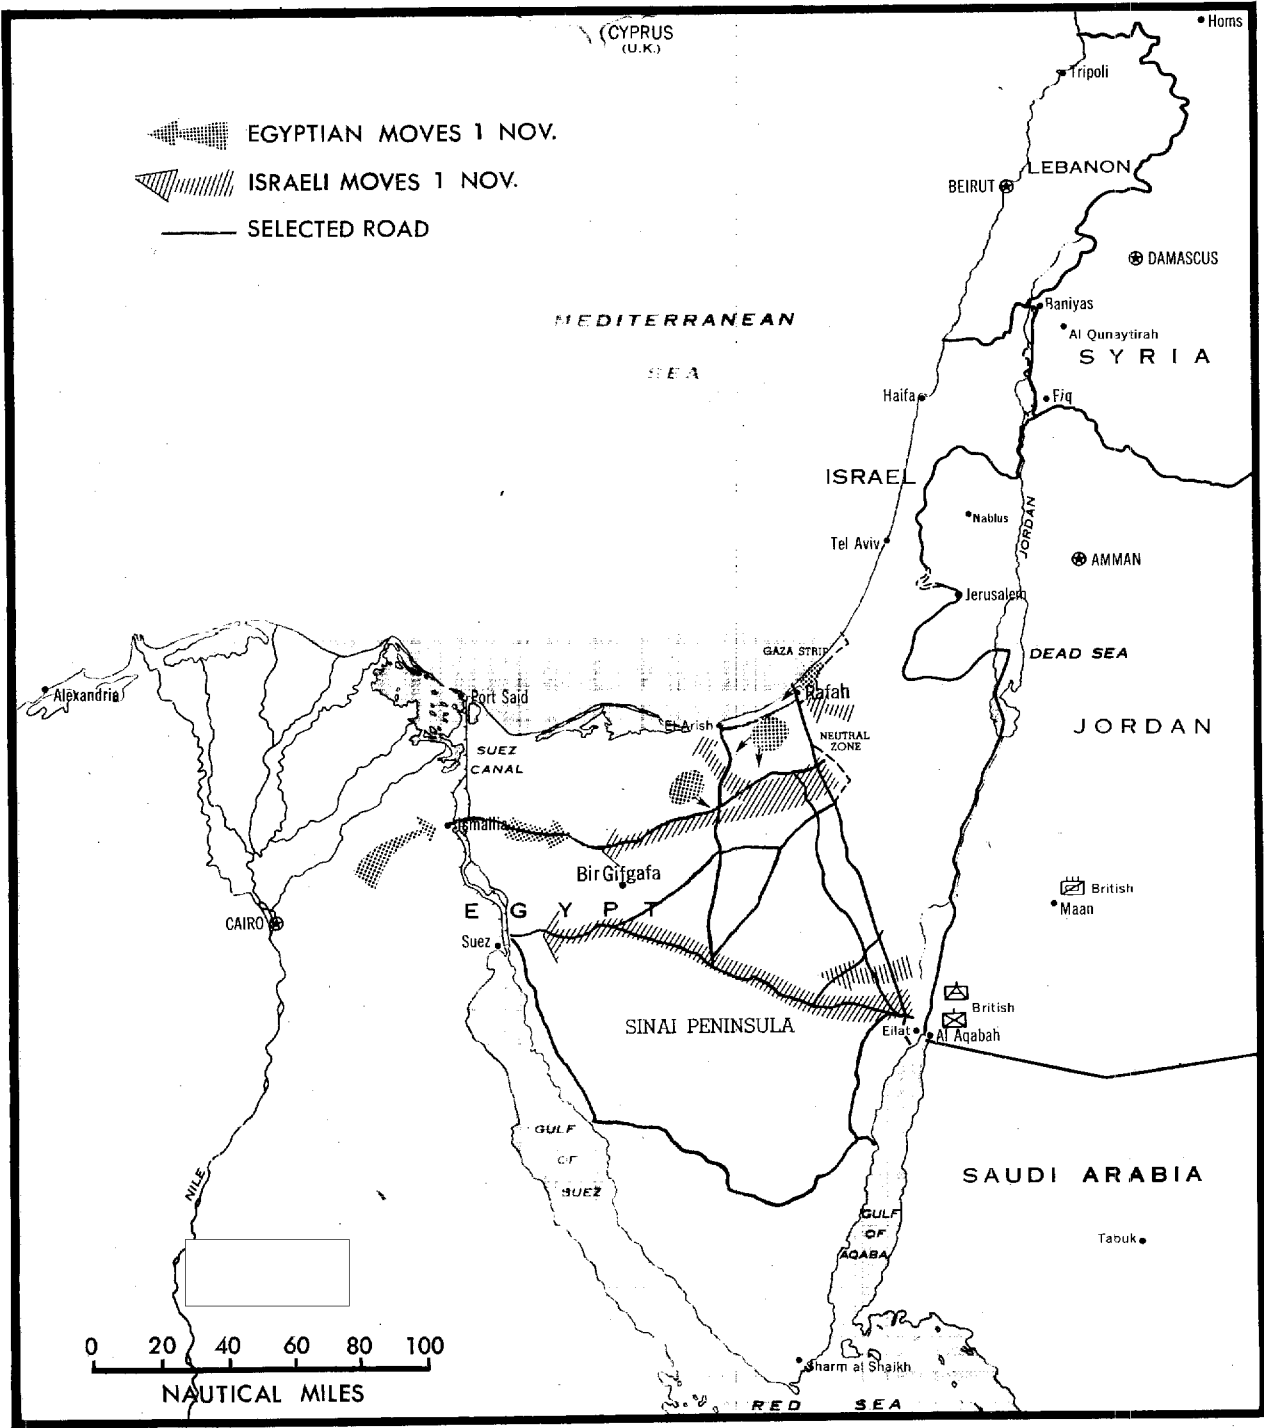 CYPRUS
(U.K.)
Homs
Tripoli
EGYPTIAN MOVES 1 NOV.
ISRAELI MOVES 1 NOV.
SELECTED ROAD
LEBANON
BEIRUT
DAMASCUS
Baniyas
MEDITERRANEAN
SEA
Al Qunaytirah
SYRIA
Haifa
Fiq
ISRAEL
Nablus
JORDAN
Tel Aviv
AMMAN
Jerusalem
GAZA STRIP
DEAD SEA
Alexandria
Port Said
Rafah
El Arish
JORDAN
NEUTRAL
ZONE
SUEZ
CANAL
Ismailia
Bir Gifgafa
British
Maan
EGYPT
CAIRO
Suez
British
SINAI PENINSULA
Eilat
Al Aqabah
GULF
OF
SUEZ
NILE
SAUDI ARABIA
GULF
OF
AQABA
Tabuk
0 20 40 60 80 100
NAUTICAL MILES
Sharm al Shaikh
RED SEA